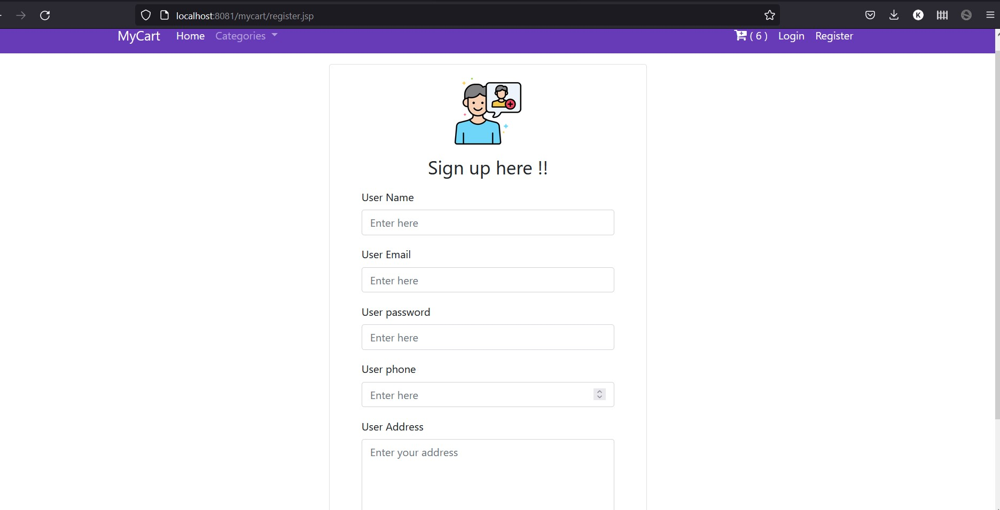 localhost:8081/mycart/register.jsp
K
MyCart Home Categories ( 6 ) Login Register
Sign up here !!
User Name
Enter here
User Email
Enter here
User password
Enter here
User phone
Enter here
User Address
Enter your address